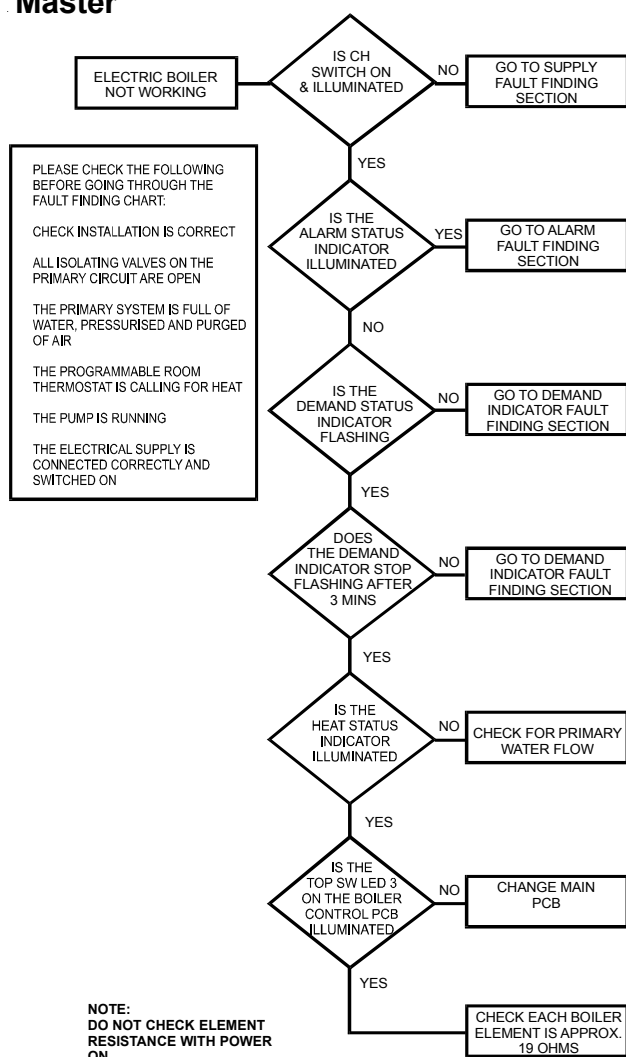 Master
ELECTRIC BOILER
NOT WORKING
IS CH
SWITCH ON
& ILLUMINATED
NO
GO TO SUPPLY
FAULT FINDING
SECTION
YES
PLEASE CHECK THE FOLLOWING
BEFORE GOING THROUGH THE
FAULT FINDING CHART:
CHECK INSTALLATION IS CORRECT
ALL ISOLATING VALVES ON THE
PRIMARY CIRCUIT ARE OPEN
THE PRIMARY SYSTEM IS FULL OF
WATER, PRESSURISED AND PURGED
OF AIR
THE PROGRAMMABLE ROOM
THERMOSTAT IS CALLING FOR HEAT
THE PUMP IS RUNNING
THE ELECTRICAL SUPPLY IS
CONNECTED CORRECTLY AND
SWITCHED ON
IS THE
ALARM STATUS
INDICATOR
ILLUMINATED
YES
GO TO ALARM
FAULT FINDING
SECTION
NO
IS THE
DEMAND STATUS
INDICATOR
FLASHING
NO
GO TO DEMAND
INDICATOR FAULT
FINDING SECTION
YES
DOES
THE DEMAND
INDICATOR STOP
FLASHING AFTER
3 MINS
NO
GO TO DEMAND
INDICATOR FAULT
FINDING SECTION
YES
IS THE
HEAT STATUS
INDICATOR
ILLUMINATED
NO
CHECK FOR PRIMARY
WATER FLOW
YES
IS THE
TOP SW LED 3
ON THE BOILER
CONTROL PCB
ILLUMINATED
NO
CHANGE MAIN
PCB
YES
CHECK EACH BOILER
ELEMENT IS APPROX.
19 OHMS
NOTE:
DO NOT CHECK ELEMENT
RESISTANCE WITH POWER
ON